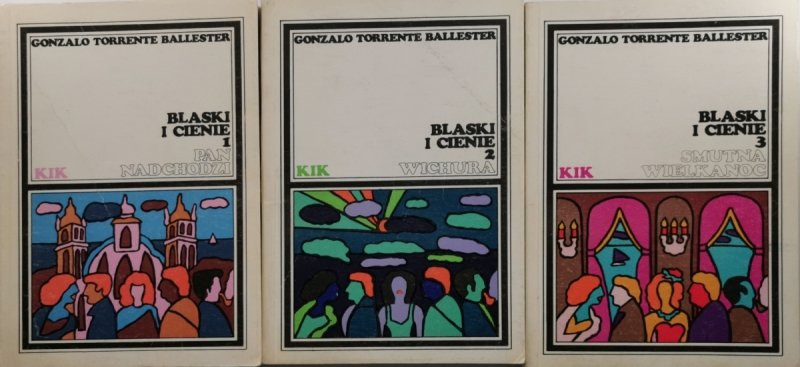 GONZALO TORRENTE BALLESTER
BLASKI
I CIENIE
1
PAN
NADCHODZI
KIK
GONZALO TORRENTE BALLESTER
BLASKI
I CIENIE
2
WICHURA
KIK
GONZALO TORRENTE BALLESTER
BLASKI
I CIENIE
3
SMUTNA
WIELKANOC
KIK